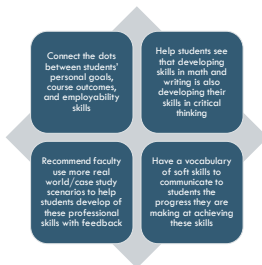 Connect the dots
between students'
personal goals,
course outcomes,
and employability
skills
Help students see
that developing
skills in math and
writing is also
developing their
skills in critical
thinking
Recommend faculty
use more real
world/case study
scenarios to help
students develop of
these professional
skills with feedback
Have a vocabulary
of soft skills to
communicate to
students the
progress they are
making at achieving
these skills